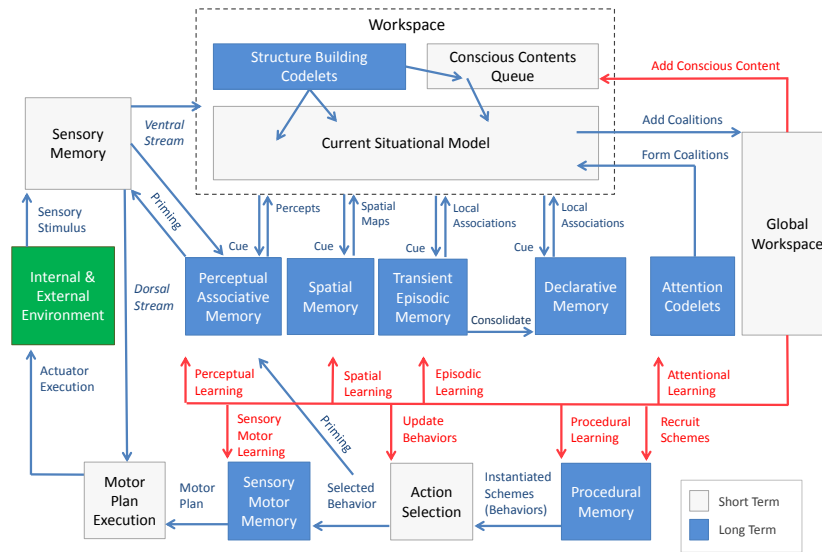 Workspace
Structure Building
Codelets
Conscious Contents
Queue
Add Conscious Content
Sensory
Memory
Ventral
Stream
Current Situational Model
Add Coalitions
Form Coalitions
Global
Workspace
Priming
Sensory
Stimulus
Percepts
Cue
Spatial
Maps
Cue
Local
Associations
Cue
Local
Associations
Cue
Internal &
External
Environment
Dorsal
Stream
Perceptual
Associative
Memory
Spatial
Memory
Transient
Episodic
Memory
Consolidate
Declarative
Memory
Attention
Codelets
Actuator
Execution
Perceptual
Learning
Spatial
Learning
Episodic
Learning
Attentional
Learning
Sensory
Motor
Learning
Priming
Update
Behaviors
Procedural
Learning
Recruit
Schemes
Motor
Plan
Execution
Motor
Plan
Sensory
Motor
Memory
Selected
Behavior
Action
Selection
Instantiated
Schemes
(Behaviors)
Procedural
Memory
Short Term
Long Term